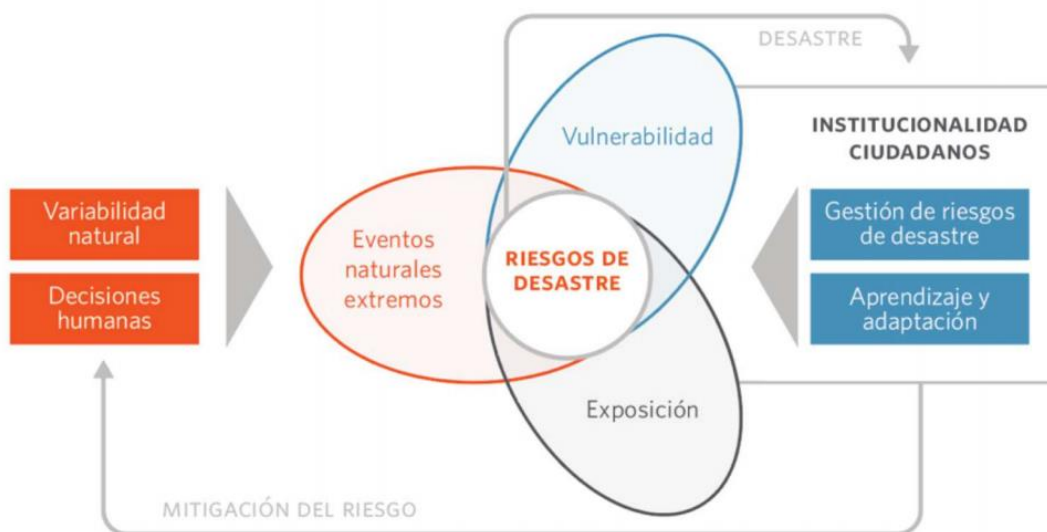 DESASTRE
Vulnerabilidad
INSTITUCIONALIDAD
CIUDADANOS
Variabilidad
natural
Decisiones
humanas
Eventos
naturales
extremos
RIESGOS DE
DESASTRE
Gestión de riesgos
de desastre
Aprendizaje y
adaptación
Exposición
MITIGACIÓN DEL RIESGO